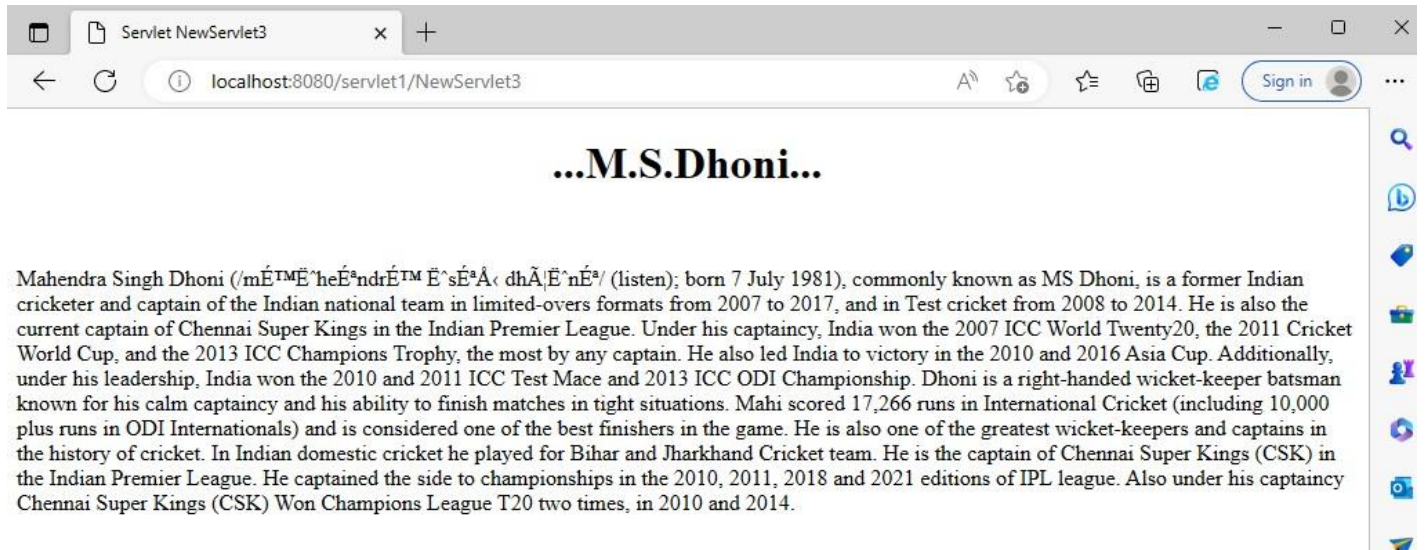 Servlet NewServlet3
localhost:8080/servlet1/NewServlet3
Sign in
...M.S.Dhoni...
Mahendra Singh Dhoni (/mÉ™ËˆheÉªndrÉ™ ËˆsÉªÅ‹ dhÃ¦ËˆnÉª/ (listen); born 7 July 1981), commonly known as MS Dhoni, is a former Indian
cricketer and captain of the Indian national team in limited-overs formats from 2007 to 2017, and in Test cricket from 2008 to 2014. He is also the
current captain of Chennai Super Kings in the Indian Premier League. Under his captaincy, India won the 2007 ICC World Twenty20, the 2011 Cricket
World Cup, and the 2013 ICC Champions Trophy, the most by any captain. He also led India to victory in the 2010 and 2016 Asia Cup. Additionally,
under his leadership, India won the 2010 and 2011 ICC Test Mace and 2013 ICC ODI Championship. Dhoni is a right-handed wicket-keeper batsman
known for his calm captaincy and his ability to finish matches in tight situations. Mahi scored 17,266 runs in International Cricket (including 10,000
plus runs in ODI Internationals) and is considered one of the best finishers in the game. He is also one of the greatest wicket-keepers and captains in
the history of cricket. In Indian domestic cricket he played for Bihar and Jharkhand Cricket team. He is the captain of Chennai Super Kings (CSK) in
the Indian Premier League. He captained the side to championships in the 2010, 2011, 2018 and 2021 editions of IPL league. Also under his captaincy
Chennai Super Kings (CSK) Won Champions League T20 two times, in 2010 and 2014.